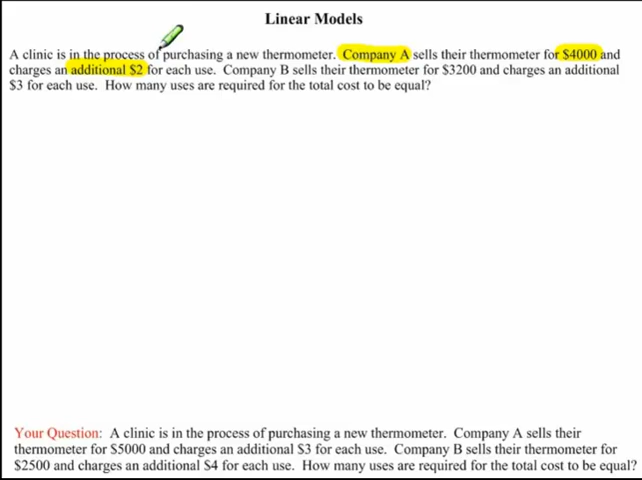 Linear Models
A clinic is in the process of purchasing a new thermometer. Company A sells their thermometer for $4000 and
charges an additional $2 for each use. Company B sells their thermometer for $3200 and charges an additional
$3 for each use. How many uses are required for the total cost to be equal?
Your Question: A clinic is in the process of purchasing a new thermometer. Company A sells their
thermometer for $5000 and charges an additional $3 for each use. Company B sells their thermometer for
$2500 and charges an additional $4 for each use. How many uses are required for the total cost to be equal?